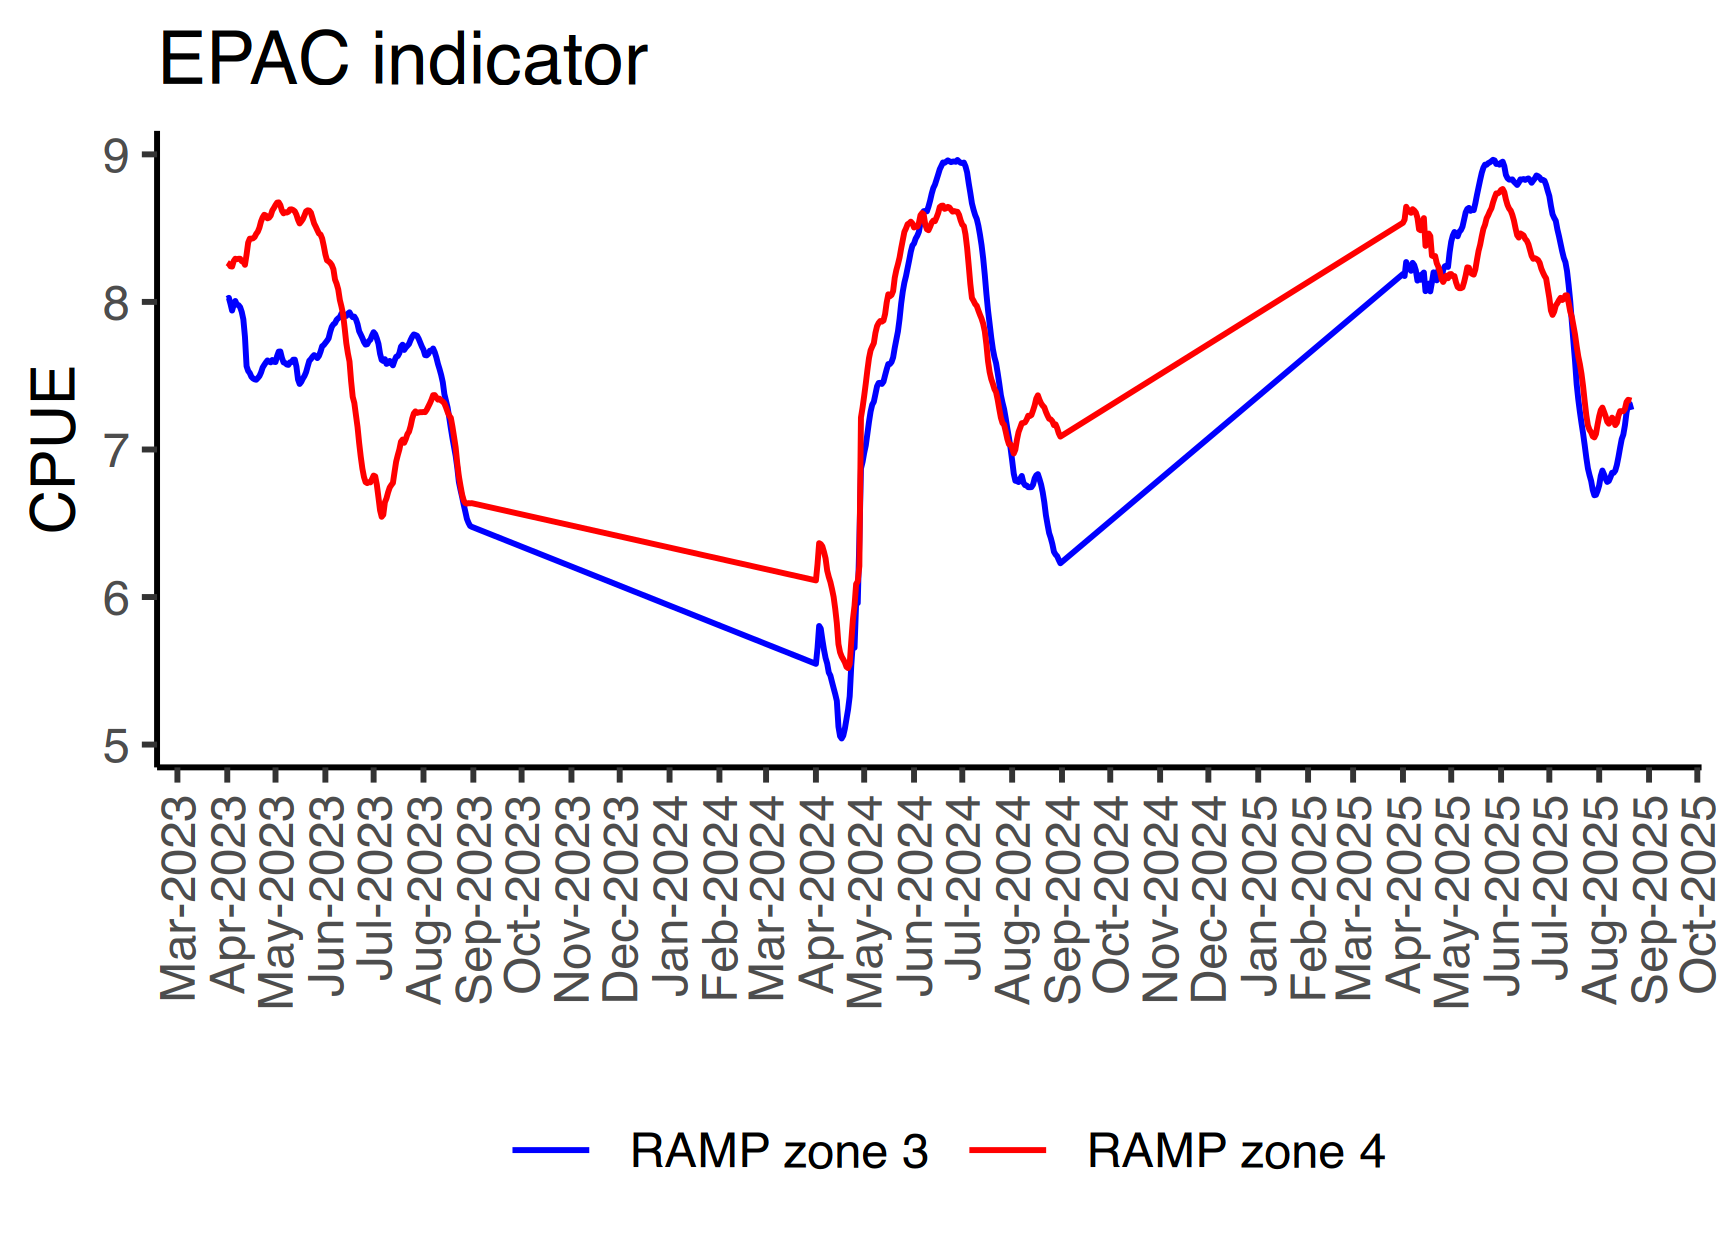 EPAC indicator
CPUE
9
8
7
6
5
Mar-2023
Apr-2023
May-2023
Jun-2023
Jul-2023
Aug-2023
Sep-2023
Oct-2023
Nov-2023
Dec-2023
Jan-2024
Feb-2024
Mar-2024
Apr-2024
May-2024
Jun-2024
Jul-2024
Aug-2024
Sep-2024
Oct-2024
Nov-2024
Dec-2024
Jan-2025
Feb-2025
Mar-2025
Apr-2025
May-2025
Jun-2025
Jul-2025
Aug-2025
Sep-2025
Oct-2025
RAMP zone 3
RAMP zone 4